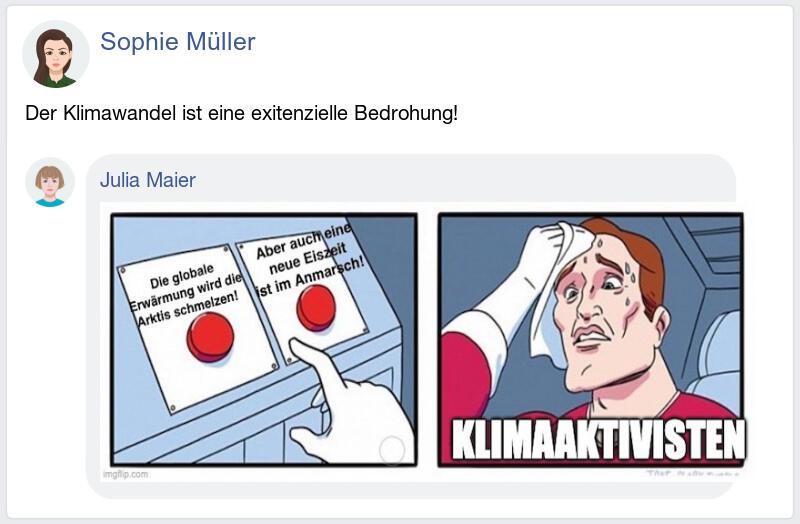 Sophie Müller
Der Klimawandel ist eine exitenzielle Bedrohung!
Julia Maier
Die globale
Erwärmung wird die
Arktis schmelzen!
Aber auch eine
neue Eiszeit
ist im Anmarsch!
KLIMAAKTIVISTEN
imgflip.com